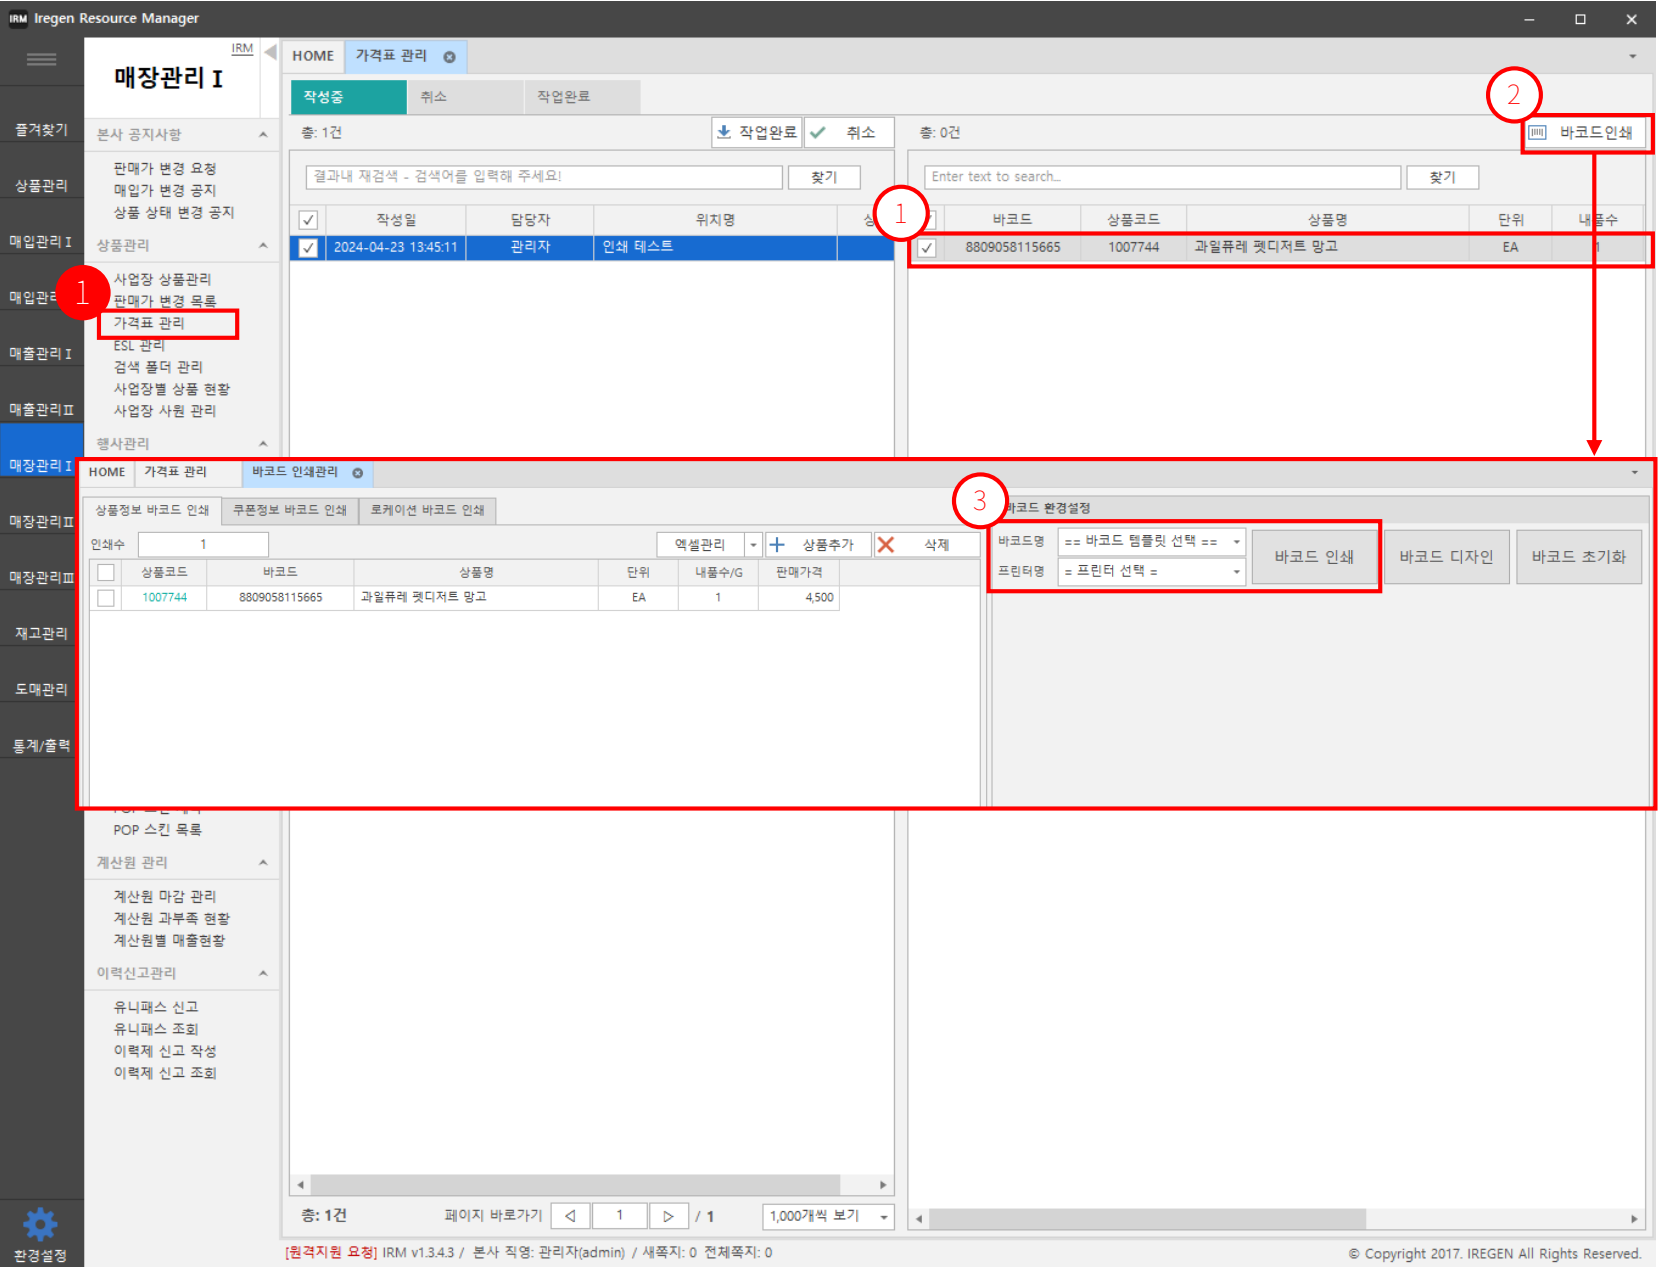 IRM Iregen Resource Manager
즐겨찾기
상품관리
매입관리 I
매입관리
매출관리 I
매출관리 II
매장관리 I
매장관리 II
매장관리 III
재고관리
도매관리
통계/출력
환경설정
매장관리 I
IRM
본사 공지사항
판매가 변경 요청
매입가 변경 공지
상품 상태 변경 공지
상품관리
사업장 상품관리
1
판매가 변경 목록
가격표 관리
ESL 관리
검색 폴더 관리
사업장별 상품 현황
사업장 사원 관리
행사관리
HOME 가격표 관리
작성중 취소 작업완료
2
총: 1건 작업완료 취소 총: 0건 바코드인쇄
결과내 재검색 - 검색어를 입력해 주세요! 찾기 Enter text to search... 찾기
1
작성일 담당자 위치명 바코드 상품코드 상품명 단위 내품수
2024-04-23 13:45:11 관리자 인쇄 테스트 8809058115665 1007744 과일퓨레 펫디저트 망고 EA 1
HOME 가격표 관리 바코드 인쇄관리
상품정보 바코드 인쇄 쿠폰정보 바코드 인쇄 로케이션 바코드 인쇄
3
바코드 환경설정
인쇄수 1 엑셀관리 상품추가 삭제
바코드명 == 바코드 템플릿 선택 ==
프린터명 = 프린터 선택 =
바코드 인쇄 바코드 디자인 바코드 초기화
상품코드 바코드 상품명 단위 내품수/G 판매가격
1007744 8809058115665 과일퓨레 펫디저트 망고 EA 1 4,500
POP 스킨 목록
계산원 관리
계산원 마감 관리
계산원 과부족 현황
계산원별 매출현황
이력신고관리
유니패스 신고
유니패스 조회
이력제 신고 작성
이력제 신고 조회
총: 1건 페이지 바로가기 1 / 1 1,000개씩 보기
[원격지원 요청] IRM v1.3.4.3 / 본사 직영: 관리자(admin) / 새쪽지: 0 전체쪽지: 0
© Copyright 2017. IREGEN All Rights Reserved.